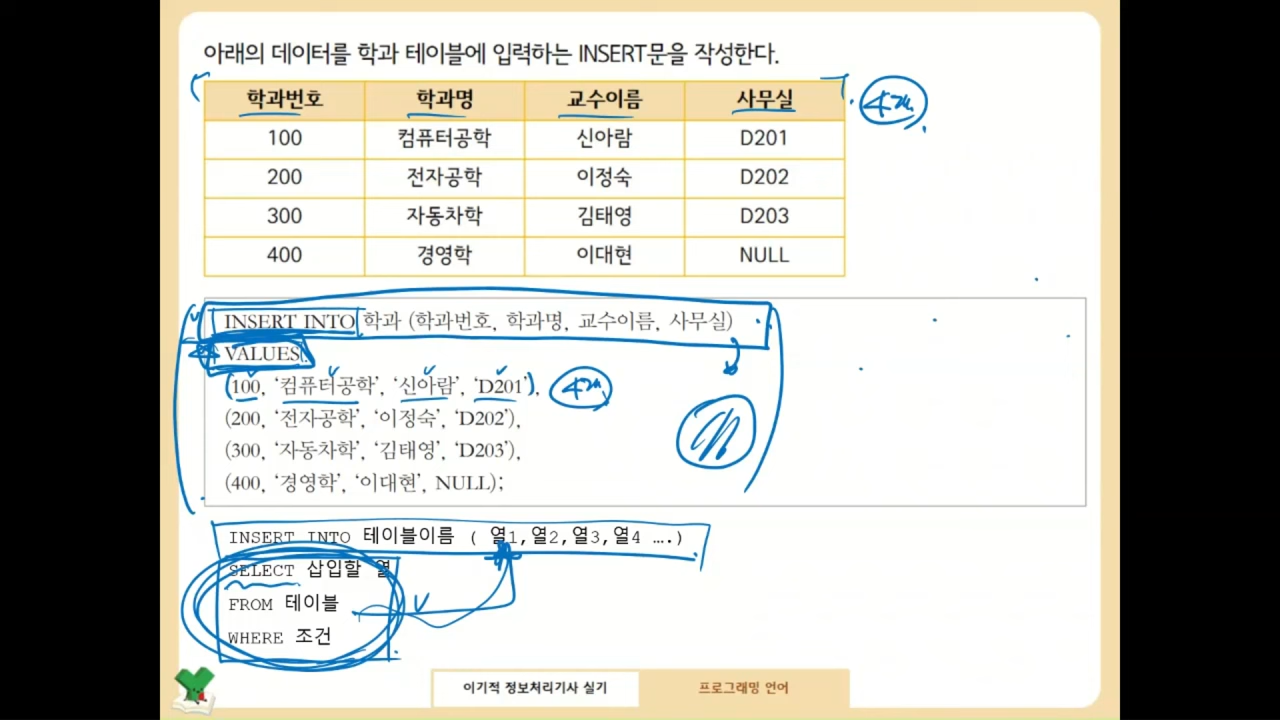 아래의 데이터를 학과 테이블에 입력하는 INSERT문을 작성한다.
학과번호 학과명 교수이름 사무실
100 컴퓨터공학 신아람 D201
200 전자공학 이정숙 D202
300 자동차학 김태영 D203
400 경영학 이대현 NULL
INSERT INTO 학과 (학과번호, 학과명, 교수이름, 사무실)
VALUES
(100, ‘컴퓨터공학’, ‘신아람’, ‘D201’),
(200, ‘전자공학’, ‘이정숙’, ‘D202’),
(300, ‘자동차학’, ‘김태영’, ‘D203’),
(400, ‘경영학’, ‘이대현’, NULL);
INSERT INTO 테이블이름 ( 열1,열2,열3,열4 ….)
SELECT 삽입할 열
FROM 테이블
WHERE 조건
이기적 정보처리기사 실기
프로그래밍 언어